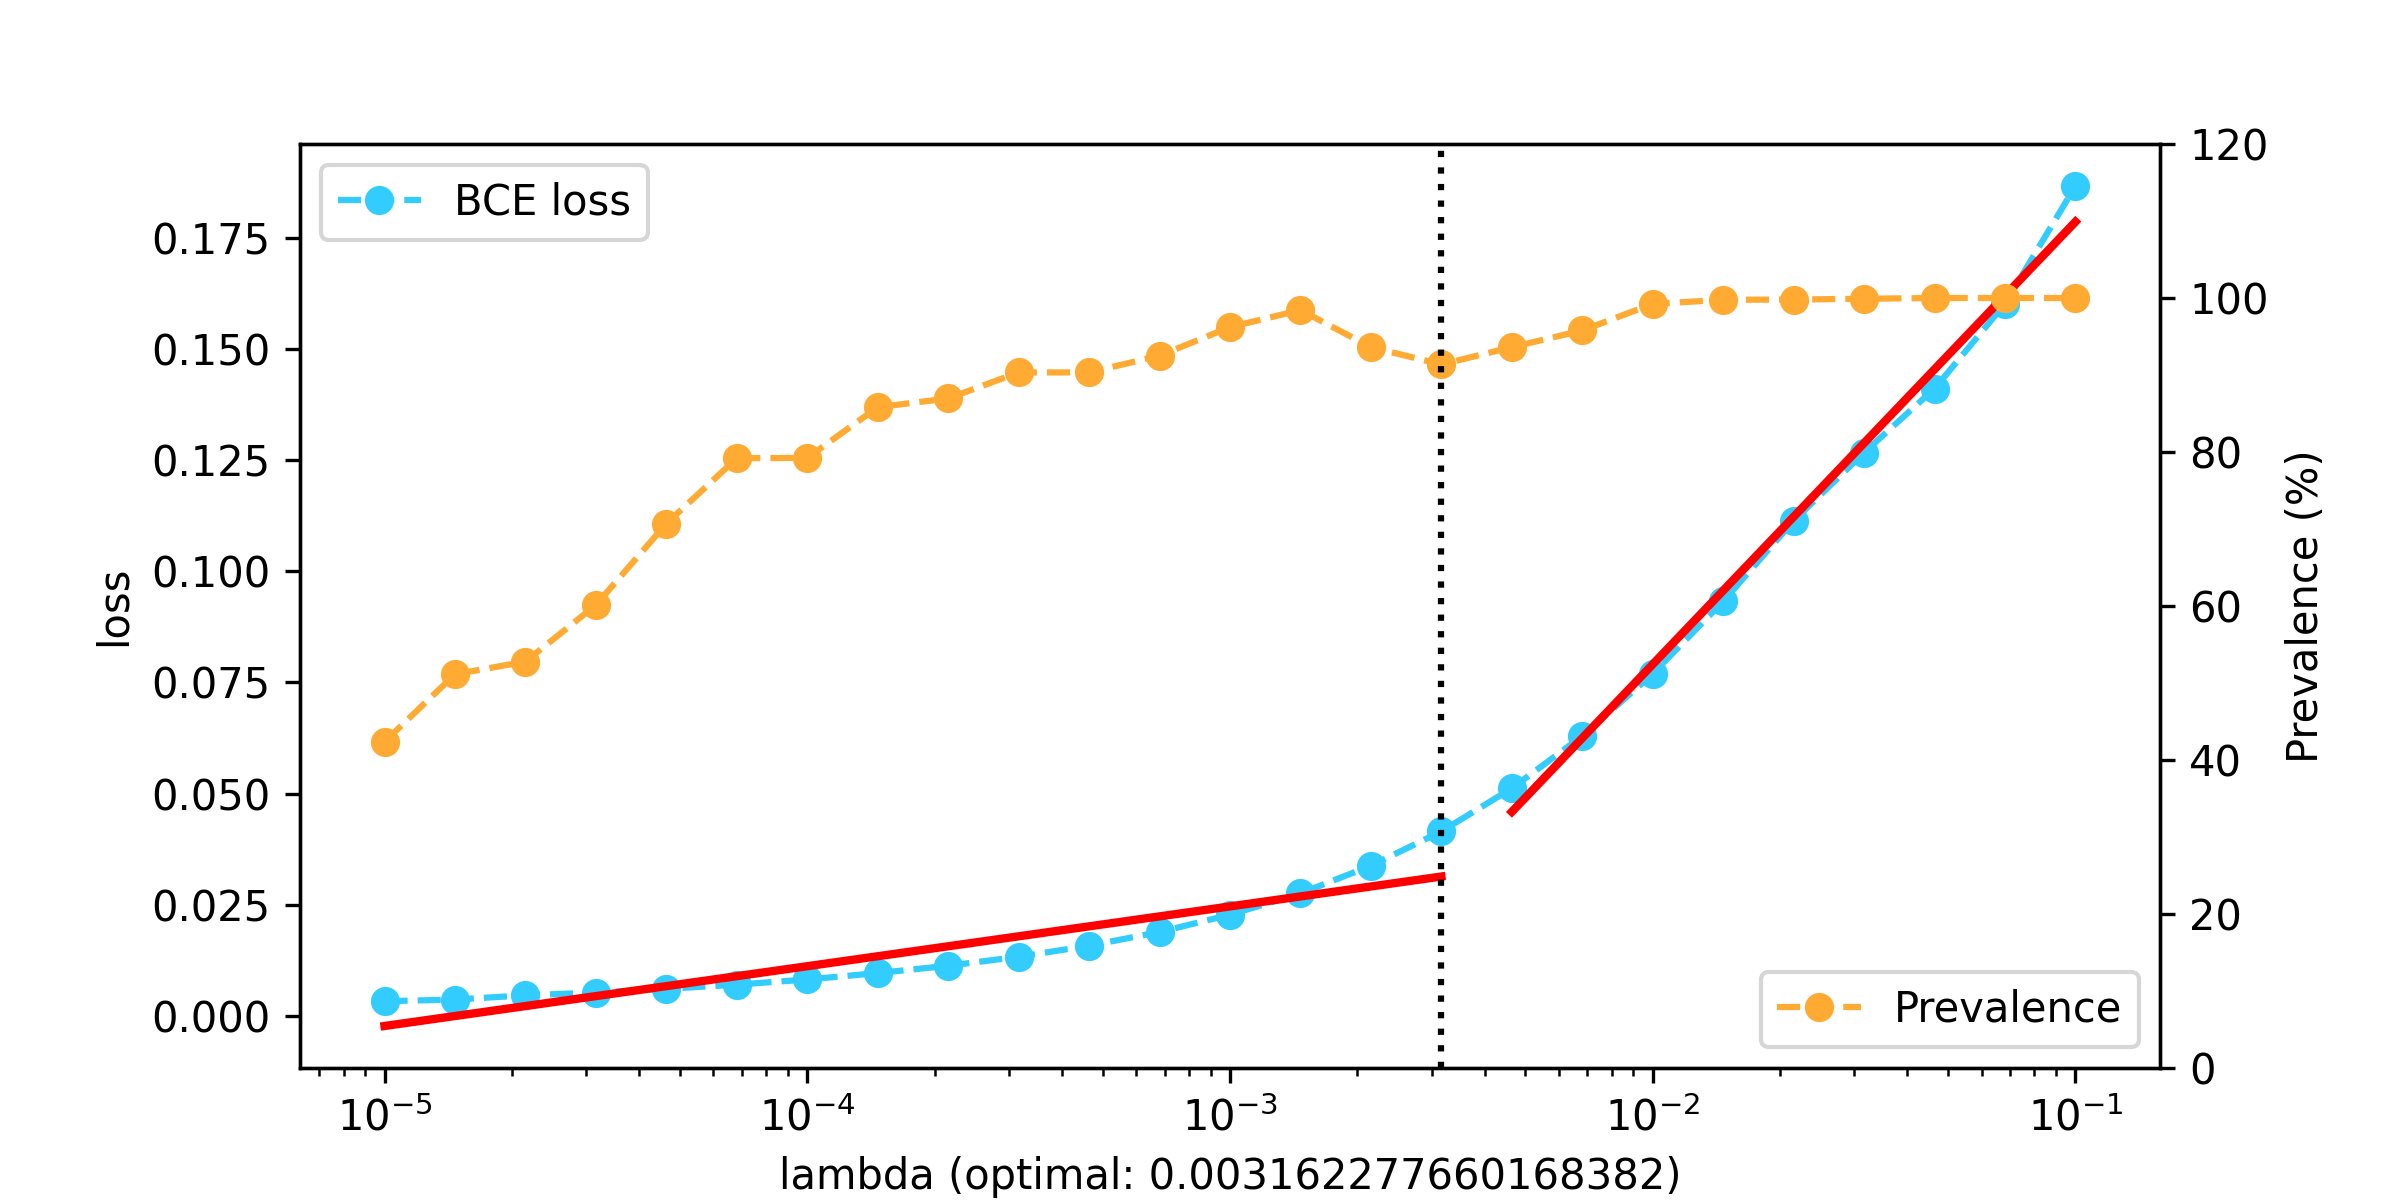 BCE loss
120
0.175
100
0.150
0.125
80
0.100
60
0.075
40
0.050
0.025
20
0.000
0
loss
Prevalence (%)
Prevalence
10⁻⁵ 10⁻⁴ 10⁻³ 10⁻² 10⁻¹
lambda (optimal: 0.0031622776601683​82)